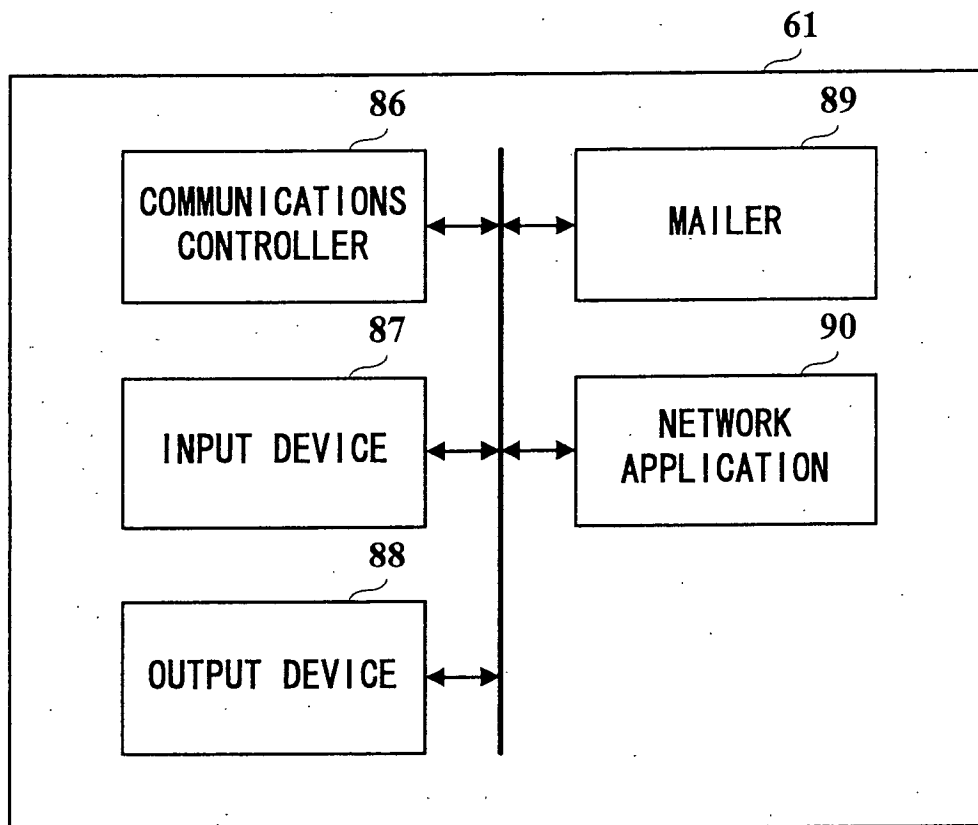 61
86
COMMUNICATIONS
CONTROLLER
89
MAILER
87
INPUT DEVICE
90
NETWORK
APPLICATION
88
OUTPUT DEVICE